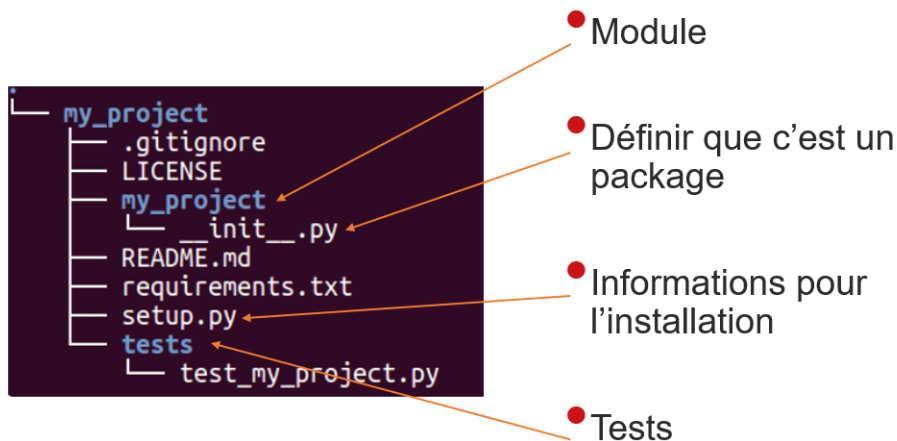 .
└── my_project
├── .gitignore
├── LICENSE
├── my_project
│   └── __init__.py
├── README.md
├── requirements.txt
├── setup.py
└── tests
└── test_my_project.py
Module
Définir que c’est un
package
Informations pour
l’installation
Tests